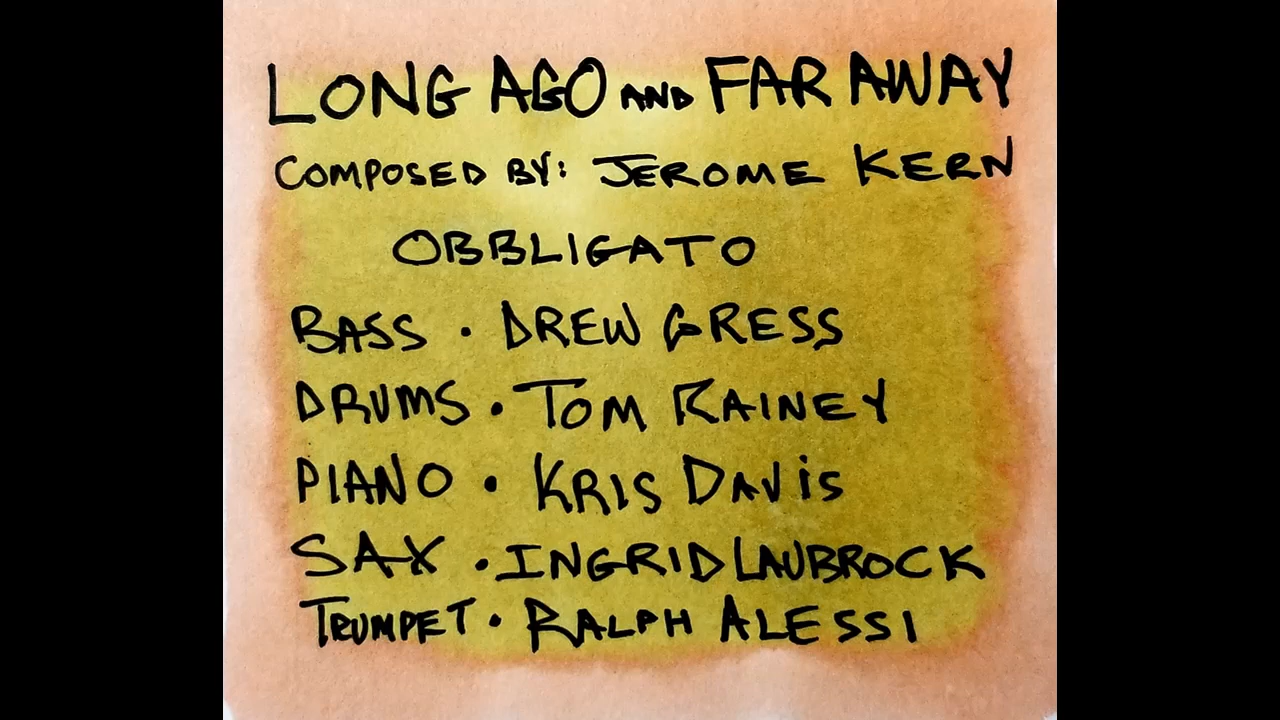 LONG AGO AND FAR AWAY
COMPOSED BY: JEROME KERN
OBBLIGATO
BASS · DREW GRESS
DRUMS · TOM RAINEY
PIANO · KRIS DAVIS
SAX · INGRID LAUBROCK
TRUMPET · RALPH ALESSI